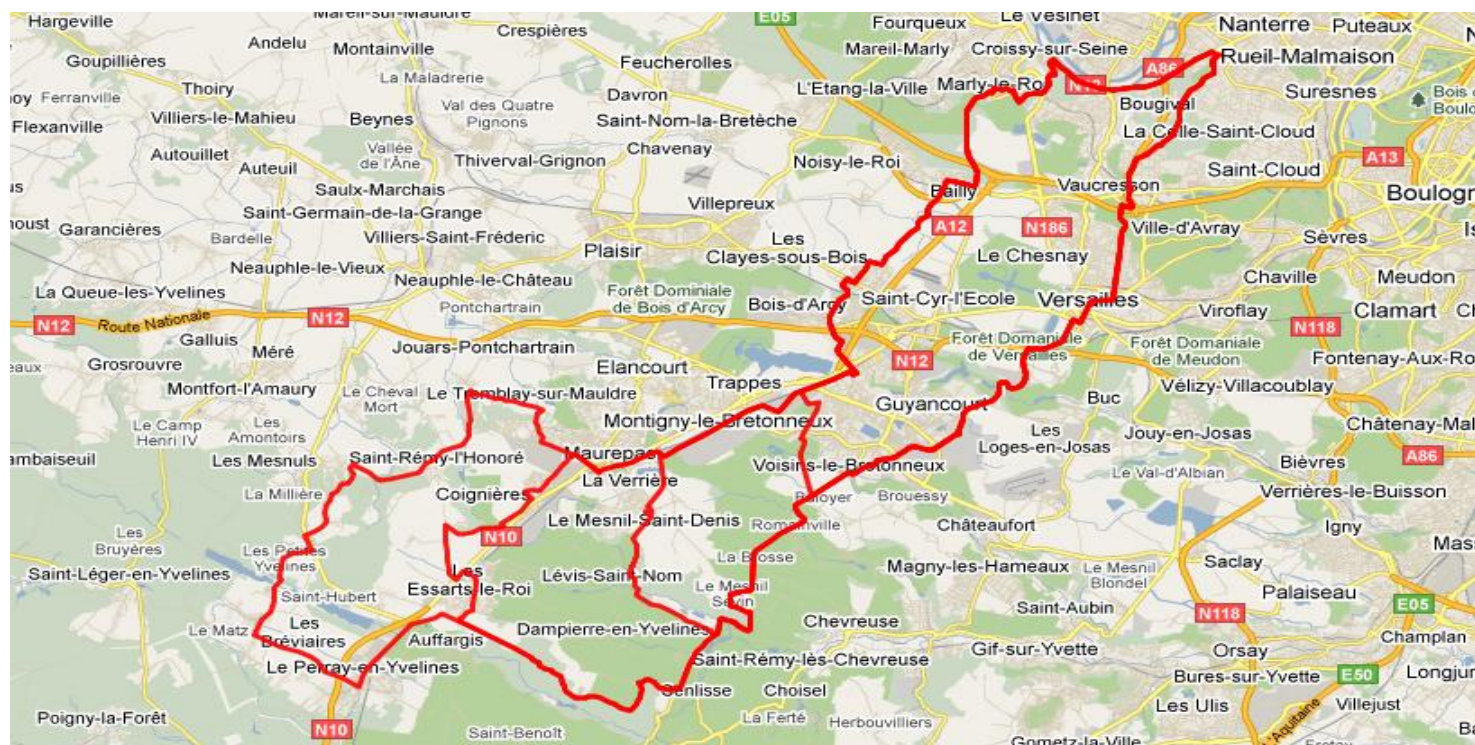 Hargeville
Mareil-sur-Mauldre
Crespières
E05
Fourqueux
Le Vesinet
Nanterre
Puteaux
Andelu
Montainville
Goupillières
Feucherolles
Mareil-Marly
Croissy-sur-Seine
Rueil-Malmaison
La Maladrerie
A86
Thoiry
Davron
L'Etang-la-Ville
Marly-le-Ro
Suresnes
Ferranville
Val des Quatre
Pignons
Bougival
Flexanville
Villiers-le-Mahieu
Beynes
Saint-Nom-la-Bretèche
La Celle-Saint-Cloud
Autouillet
Vallée
de l'Âne
Thiverval-Grignon
Chavenay
Noisy-le-Roi
Auteuil
Saint-Cloud
A13
Saulx-Marchais
Bailly
Vaucresson
Villepreux
Boulogn
Saint-Germain-de-la-Grange
Garancières
Bardelle
Villiers-Saint-Fréderic
Plaisir
Les
Clayes-sous-Bois
A12
N186
Ville-d'Avray
Sèvres
Neauphle-le-Vieux
Neauphle-le-Château
Le Chesnay
Chaville
Meudon
La Queue-les-Yvelines
Pontchartrain
Forêt Dominiale
de Bois d'Arcy
Bois-d'Arcy
Saint-Cyr-l'Ecole
Versailles
Viroflay
Clamart
N12
Route Nationale
N12
N118
Galluis
Méré
Jouars-Pontchartrain
N12
Forêt Domaniale
de Versailles
Forêt Domaniale
de Meudon
Grosrouvre
Fontenay-Aux-Ro
Elancourt
Trappes
Montfort-l'Amaury
Le Cheval
Mort
Le Tremblay-sur-Mauldre
Guyancourt
Buc
Vélizy-Villacoublay
Le Camp
Henri IV
Les
Amontoirs
Montigny-le-Bretonneux
Les
Loges-en-Josas
Jouy-en-Josas
Châtenay-Mal
ambaiseuil
Les Mesnuls
Saint-Rémy-l'Honoré
Maurepas
Voisins-le-Bretonneux
Bièvres
A86
La Millière
Coignières
La Verrière
Le Val-d'Albian
Verrières-le-Buisson
Brouessy
Les
Bruyères
N10
Le Mesnil-Saint-Denis
Romainville
Châteaufort
Igny
Mass
Les Petites
Yvelines
La Brosse
Saint-Léger-en-Yvelines
Les
Essarts-le-Roi
Lévis-Saint-Nom
Le Mesnil
Sevin
Magny-les-Hameaux
Le Mesnil
Blondel
Saclay
Palaiseau
Saint-Hubert
Saint-Aubin
N118
E05
Le Matz
Les
Bréviaires
Auffargis
Dampierre-en-Yvelines
Chevreuse
Champlan
Le Perray-en-Yvelines
Saint-Rémy-lès-Chevreuse
Gif-sur-Yvette
Orsay
Bures-sur-Yvette
E50
Longjur
Senlisse
Choisel
Les Ulis
Villejust
Poigny-la-Forêt
N10
Saint-Benoît
La Ferté
Herbouvilliers
Gometz-la-Ville
L'Aquitaine